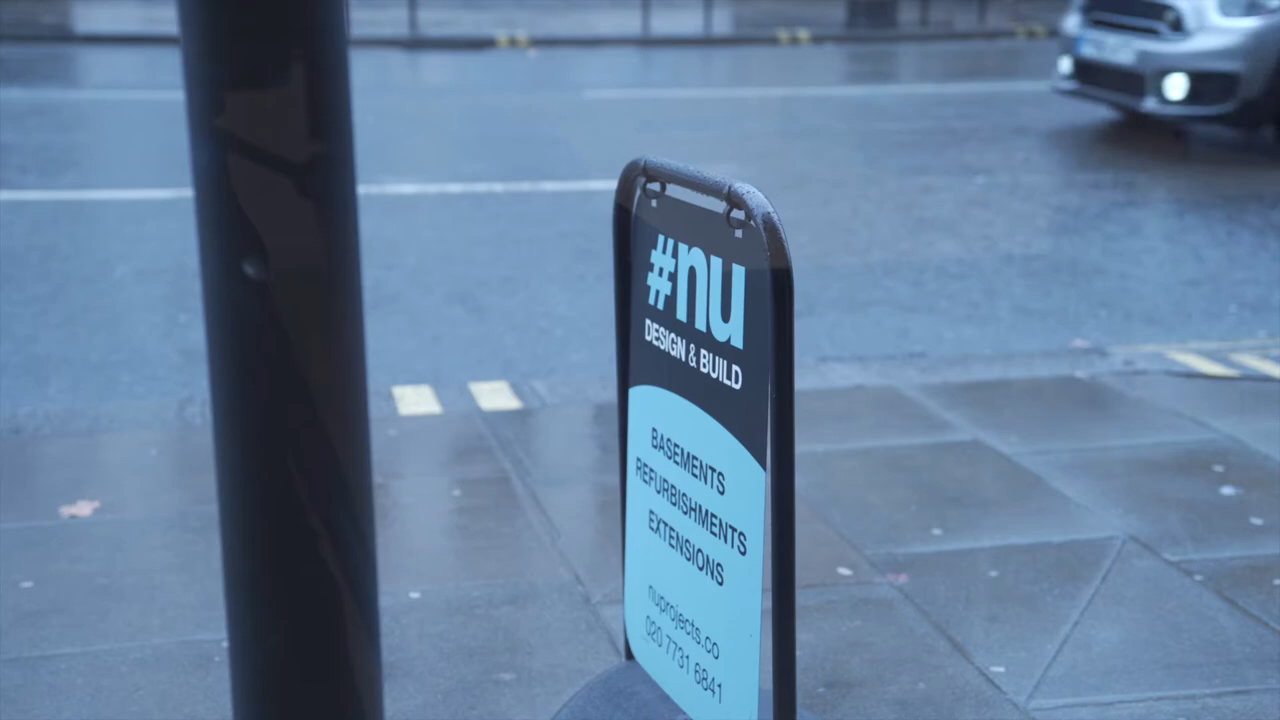 #nu
DESIGN & BUILD
BASEMENTS
REFURBISHMENTS
EXTENSIONS
nuprojects.co
020 7731 6841